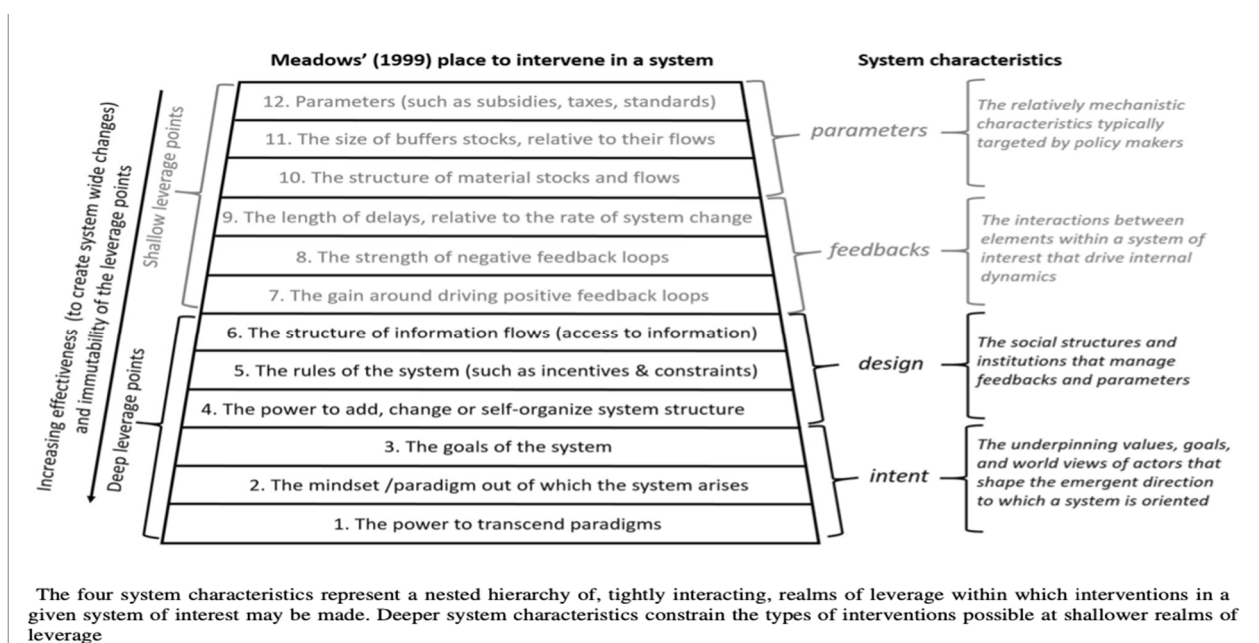 Meadows’ (1999) place to intervene in a system
System characteristics
Increasing effectiveness (to create system wide changes)
and immutability of the leverage points
Shallow leverage points
Deep leverage points
12. Parameters (such as subsidies, taxes, standards)
11. The size of buffers stocks, relative to their flows
10. The structure of material stocks and flows
9. The length of delays, relative to the rate of system change
8. The strength of negative feedback loops
7. The gain around driving positive feedback loops
6. The structure of information flows (access to information)
5. The rules of the system (such as incentives & constraints)
4. The power to add, change or self-organize system structure
3. The goals of the system
2. The mindset /paradigm out of which the system arises
1. The power to transcend paradigms
parameters
The relatively mechanistic
characteristics typically
targeted by policy makers
feedbacks
The interactions between
elements within a system of
interest that drive internal
dynamics
design
The social structures and
institutions that manage
feedbacks and parameters
intent
The underpinning values, goals,
and world views of actors that
shape the emergent direction
to which a system is oriented
The four system characteristics represent a nested hierarchy of, tightly interacting, realms of leverage within which interventions in a
given system of interest may be made. Deeper system characteristics constrain the types of interventions possible at shallower realms of
leverage